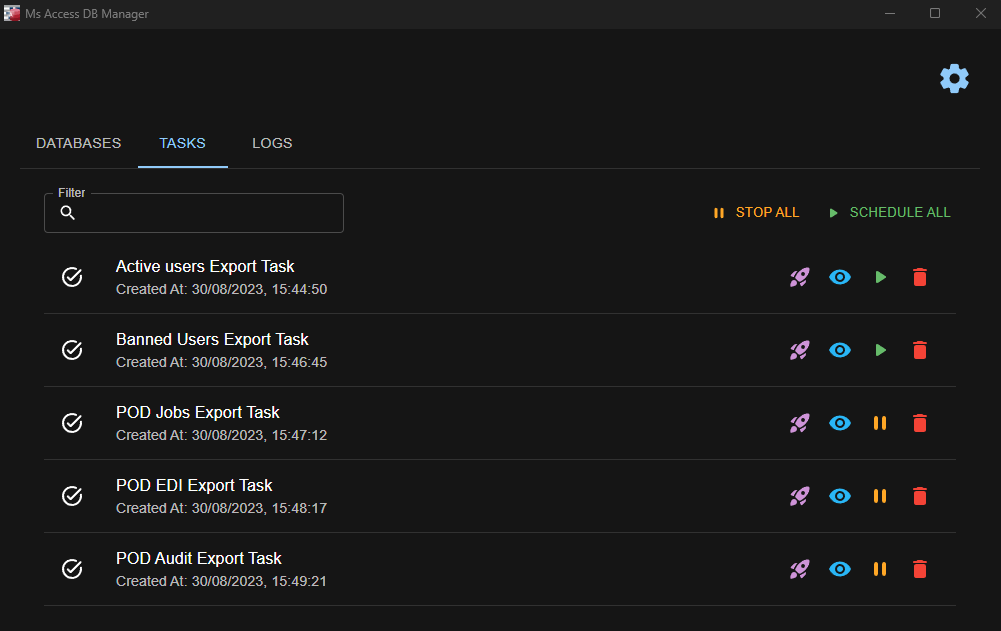 Ms Access DB Manager
DATABASES TASKS LOGS
Filter
STOP ALL SCHEDULE ALL
Active users Export Task
Created At: 30/08/2023, 15:44:50
Banned Users Export Task
Created At: 30/08/2023, 15:46:45
POD Jobs Export Task
Created At: 30/08/2023, 15:47:12
POD EDI Export Task
Created At: 30/08/2023, 15:48:17
POD Audit Export Task
Created At: 30/08/2023, 15:49:21